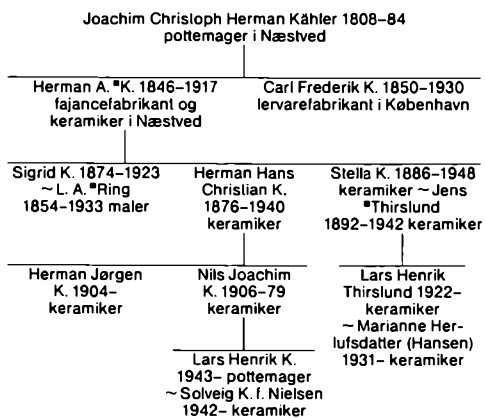 Joachim Chrisloph Herman Kähler 1808–84
pottemager i Næstved
Herman A. ■K. 1846–1917
fajancefabrikant og
keramiker i Næstved
Carl Frederik K. 1850–1930
lervarefabrikant i København
Sigrid K. 1874–1923
~ L. A. ■Ring
1854–1933 maler
Herman Hans
Christian K.
1876–1940
keramiker
Stella K. 1886–1948
keramiker ~ Jens
■Thirslund
1892–1942 keramiker
Herman Jørgen
K. 1904–
keramiker
Nils Joachim
K. 1906–79
keramiker
Lars Henrik
Thirslund 1922–
keramiker
~ Marianne Her-
lufsdatter (Hansen)
1931– keramiker
Lars Henrik K.
1943– pottemager
~ Solveig K. f. Nielsen
1942– keramiker